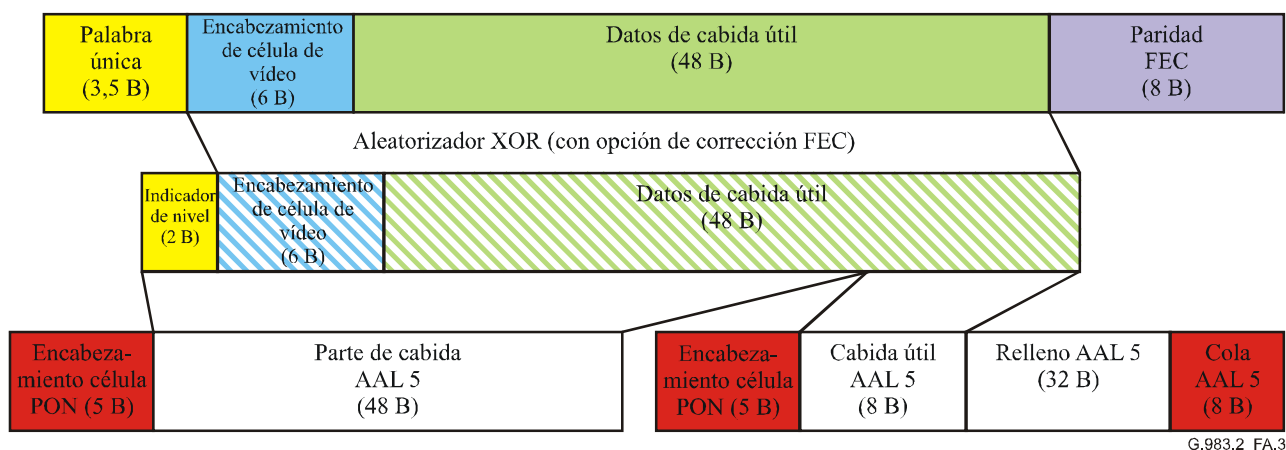 Palabra
única
(3,5 B)
Encabezamiento
de célula de
vídeo
(6 B)
Datos de cabida útil
(48 B)
Paridad
FEC
(8 B)
Aleatorizador XOR (con opción de corrección FEC)
Indicador
de nivel
(2 B)
Encabezamiento
de célula de
vídeo
(6 B)
Datos de cabida útil
(48 B)
Encabeza-
miento célula
PON (5 B)
Parte de cabida
AAL 5
(48 B)
Encabeza-
miento célula
PON (5 B)
Cabida útil
AAL 5
(8 B)
Relleno AAL 5
(32 B)
Cola
AAL 5
(8 B)
G.983.2_FA.3